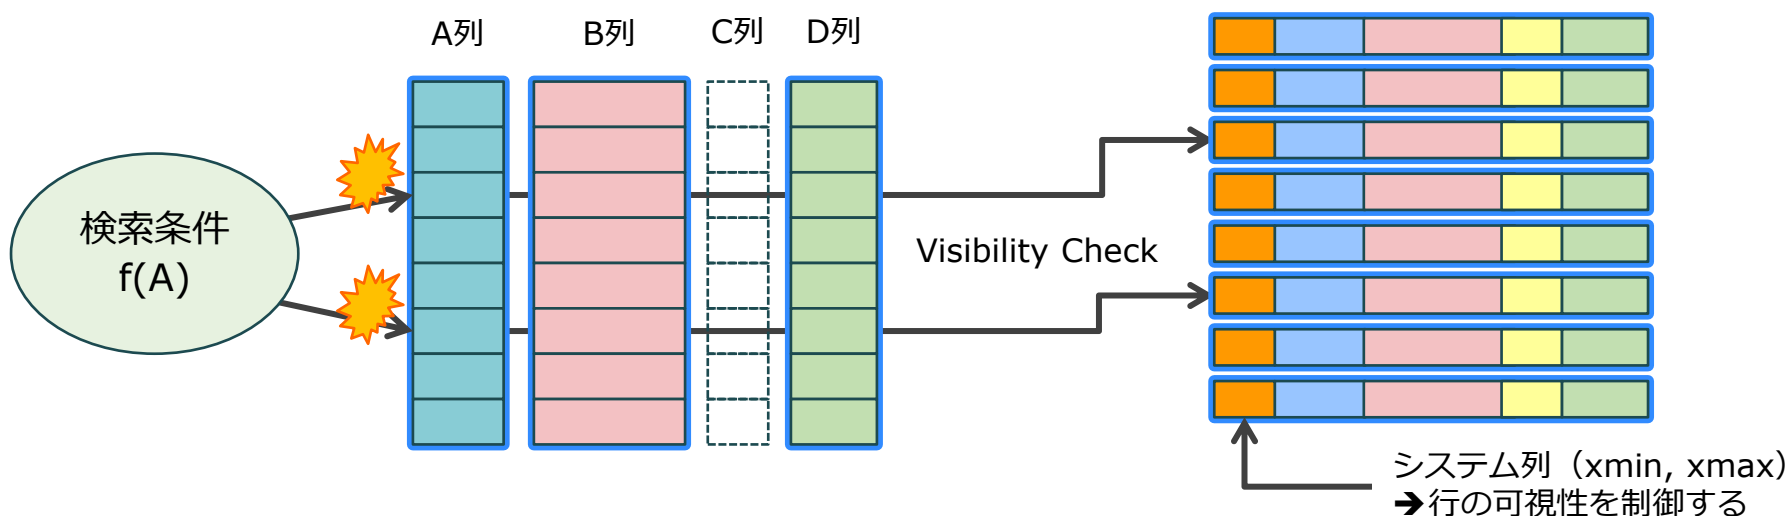 A列
B列
C列
D列
検索条件
f(A)
Visibility Check
システム列（xmin, xmax）
➔行の可視性を制御する